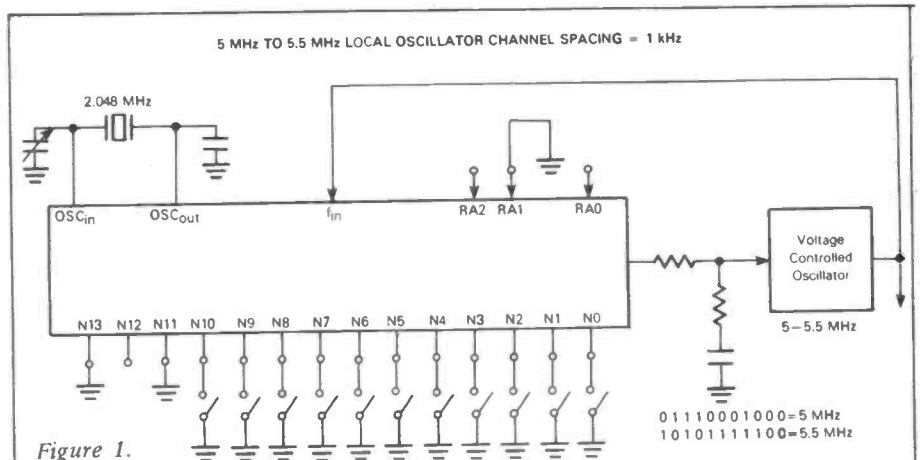 5 MHz TO 5.5 MHz LOCAL OSCILLATOR CHANNEL SPACING = 1 kHz
2.048 MHz
OSCin OSCout fin RA2 RA1 RA0
Voltage
Controlled
Oscillator
N13 N12 N11 N10 N9 N8 N7 N6 N5 N4 N3 N2 N1 N0
5–5.5 MHz
01110001000=5 MHz
10101111100=5.5 MHz
Figure 1.